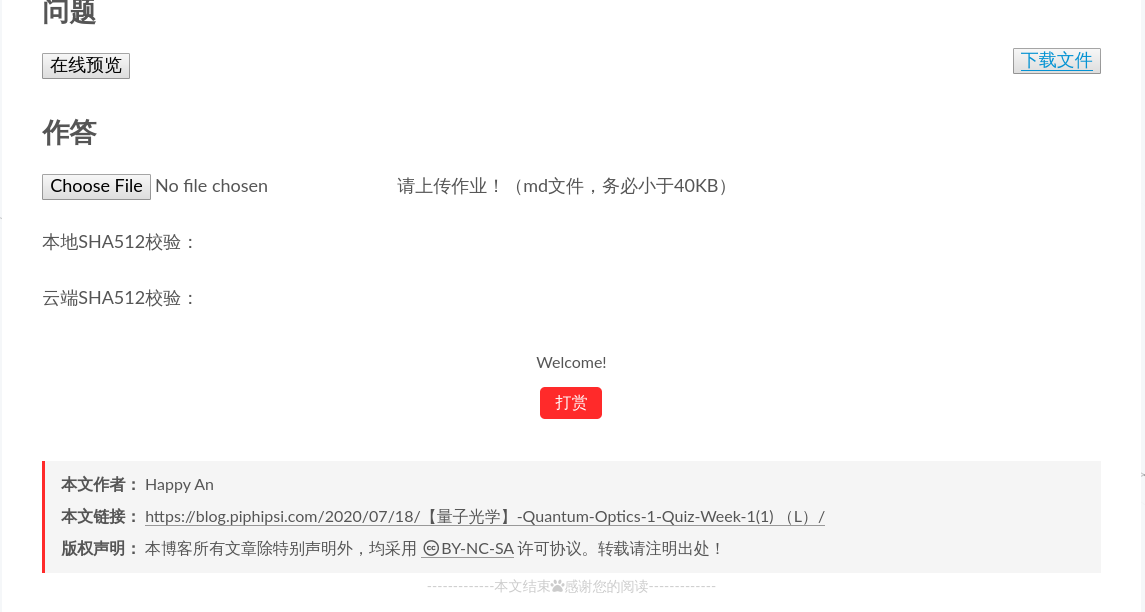 问题
在线预览 下载文件
作答
Choose File No file chosen 请上传作业！（md文件，务必小于40KB）
本地SHA512校验：
云端SHA512校验：
Welcome!
打赏
本文作者： Happy An
本文链接： https://blog.piphipsi.com/2020/07/18/【量子光学】-Quantum-Optics-1-Quiz-Week-1(1) （L）/
版权声明： 本博客所有文章除特别声明外，均采用 BY-NC-SA 许可协议。转载请注明出处！
-------------本文结束感谢您的阅读-------------